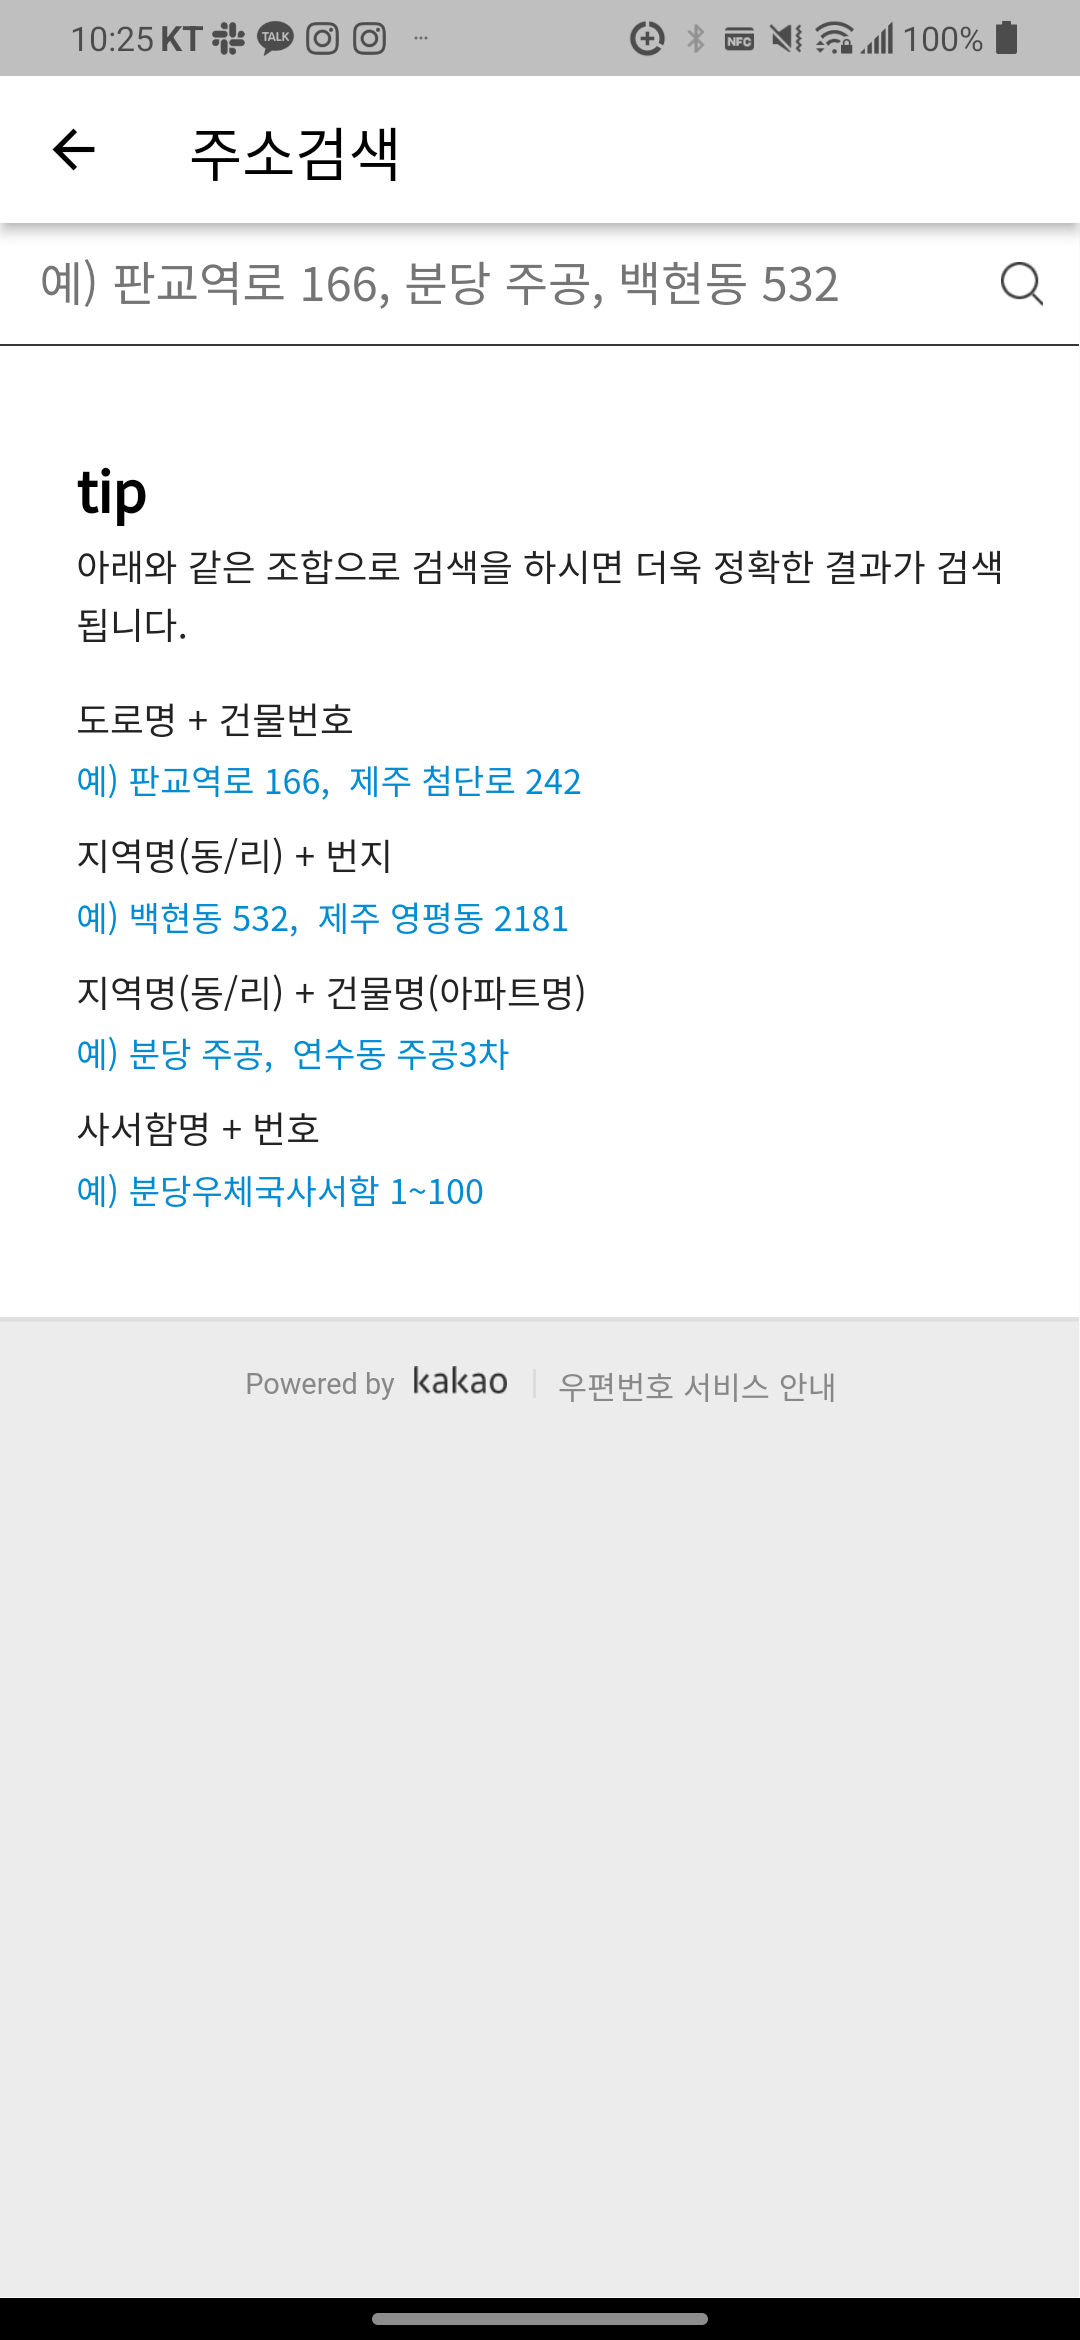 10:25 KT TALK NFC 100%
주소검색
예) 판교역로 166, 분당 주공, 백현동 532
tip
아래와 같은 조합으로 검색을 하시면 더욱 정확한 결과가 검색
됩니다.
도로명 + 건물번호
예) 판교역로 166, 제주 첨단로 242
지역명(동/리) + 번지
예) 백현동 532, 제주 영평동 2181
지역명(동/리) + 건물명(아파트명)
예) 분당 주공, 연수동 주공3차
사서함명 + 번호
예) 분당우체국사서함 1~100
Powered by kakao 우편번호 서비스 안내